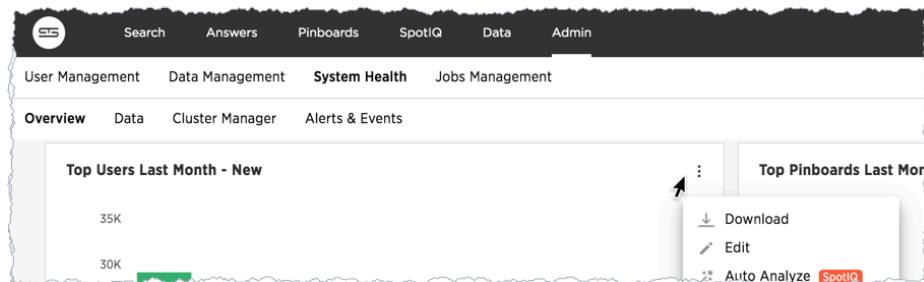 Search Answers Pinboards SpotIQ Data Admin
User Management Data Management System Health Jobs Management
Overview Data Cluster Manager Alerts & Events
Top Users Last Month - New
Top Pinboards Last Mon
35K
Download
Edit
30K
Auto Analyze SpotIQ